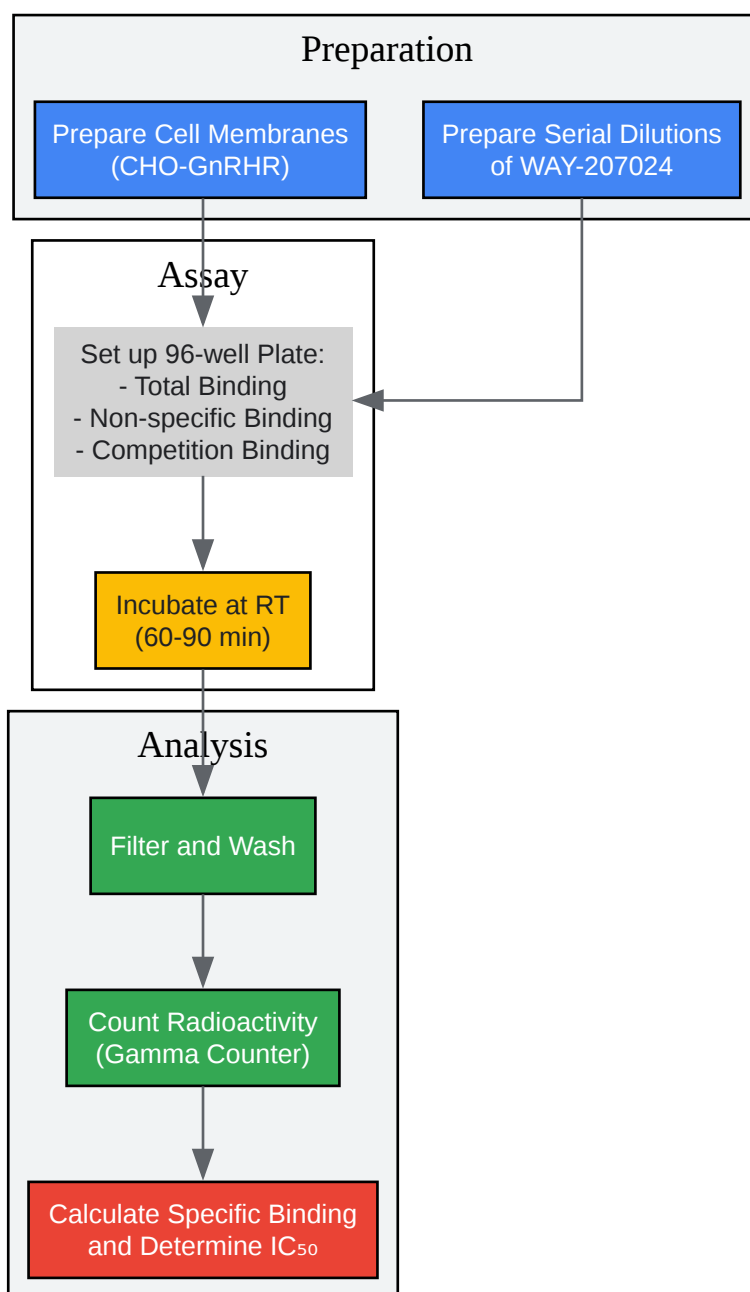 Preparation
Prepare Cell Membranes
(CHO-GnRHR)
Prepare Serial Dilutions
of WAY-207024
Assay
Set up 96-well Plate:
- Total Binding
- Non-specific Binding
- Competition Binding
Incubate at RT
(60-90 min)
Analysis
Filter and Wash
Count Radioactivity
(Gamma Counter)
Calculate Specific Binding
and Determine IC₅₀